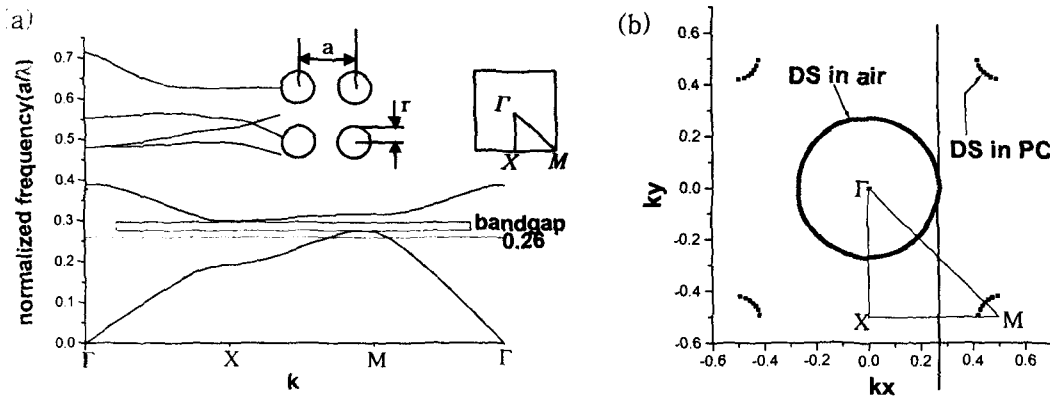 (a)
normalized frequency(a/λ)
0.7
0.6
0.5
0.4
0.3
0.2
0.1
0.0
Γ
X
M
Γ
k
a
r
Γ
X
M
bandgap
0.26
(b)
ky
0.6
0.4
0.2
0.0
-0.2
-0.4
-0.6
-0.6
-0.4
-0.2
0.0
0.2
0.4
0.6
kx
DS in air
DS in PC
Γ
X
M